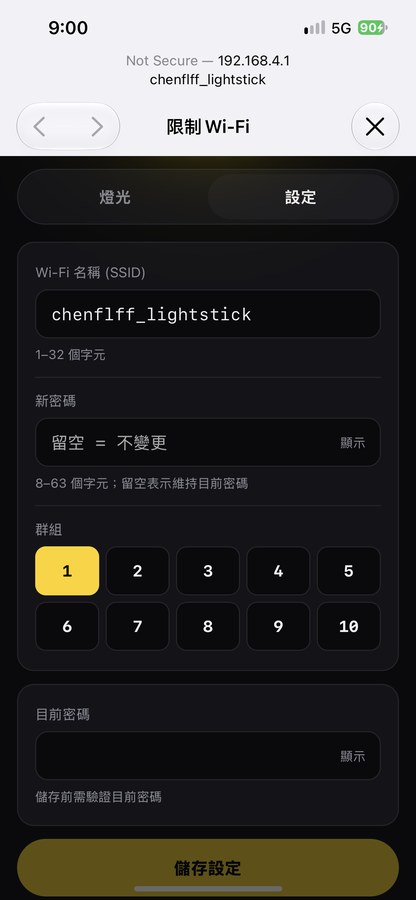 9:00
5G 90
Not Secure — 192.168.4.1
chenflff_lightstick
限制 Wi-Fi
燈光
設定
Wi-Fi 名稱 (SSID)
chenflff_lightstick
1–32 個字元
新密碼
留空 = 不變更 顯示
8–63 個字元；留空表示維持目前密碼
群組
1 2 3 4 5
6 7 8 9 10
目前密碼
顯示
儲存前需驗證目前密碼
儲存設定